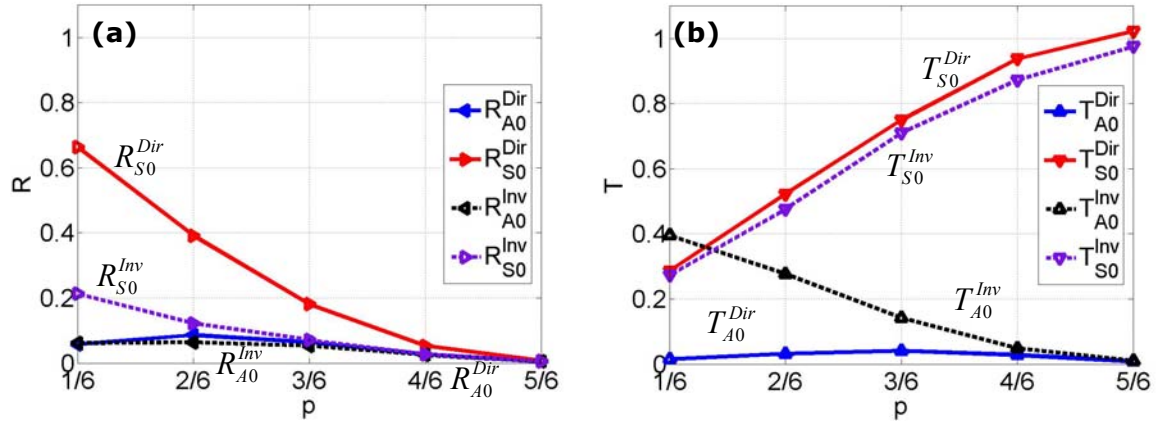 (a)
1
0.8
0.6
0.4
0.2
0
R
1/6 2/6 3/6 4/6 5/6
p
R_{S0}^{Dir}
R_{S0}^{Inv}
R_{A0}^{Inv}
R_{A0}^{Dir}
R_{A0}^{Dir}
R_{S0}^{Dir}
R_{A0}^{Inv}
R_{S0}^{Inv}
(b)
1
0.8
0.6
0.4
0.2
0
T
1/6 2/6 3/6 4/6 5/6
p
T_{S0}^{Dir}
T_{S0}^{Inv}
T_{A0}^{Dir}
T_{A0}^{Inv}
T_{A0}^{Dir}
T_{S0}^{Dir}
T_{A0}^{Inv}
T_{S0}^{Inv}